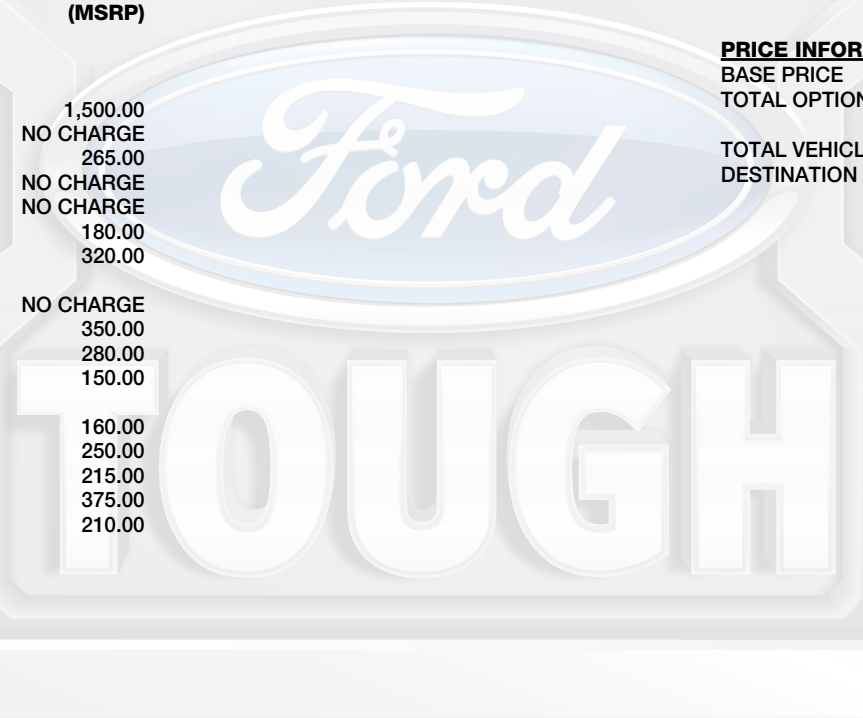 (MSRP)
1,500.00
NO CHARGE
265.00
NO CHARGE
NO CHARGE
180.00
320.00
NO CHARGE
350.00
280.00
150.00
160.00
250.00
215.00
375.00
210.00
PRICE INFOR
BASE PRICE
TOTAL OPTION
TOTAL VEHICL
DESTINATION
Ford
TOUGH